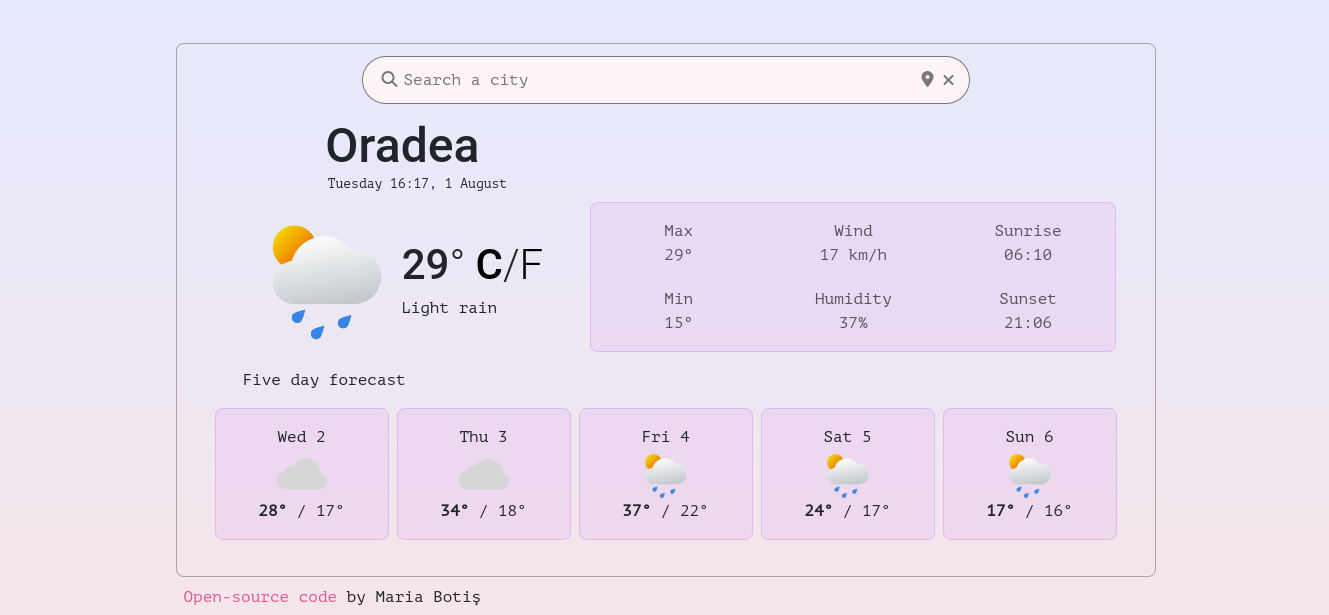 Search a city
Oradea
Tuesday 16:17, 1 August
29° C/F
Light rain
Max Wind Sunrise
29° 17 km/h 06:10
Min Humidity Sunset
15° 37% 21:06
Five day forecast
Wed 2 Thu 3 Fri 4 Sat 5 Sun 6
28° / 17° 34° / 18° 37° / 22° 24° / 17° 17° / 16°
Open-source code by Maria Botiş